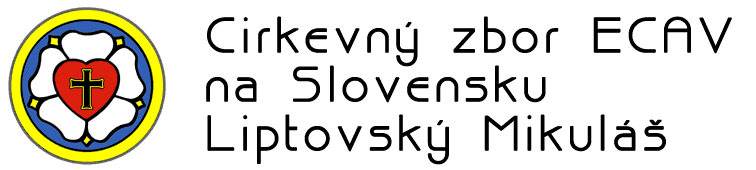 Cirkevný zbor ECAV
na Slovensku
Liptovský Mikuláš